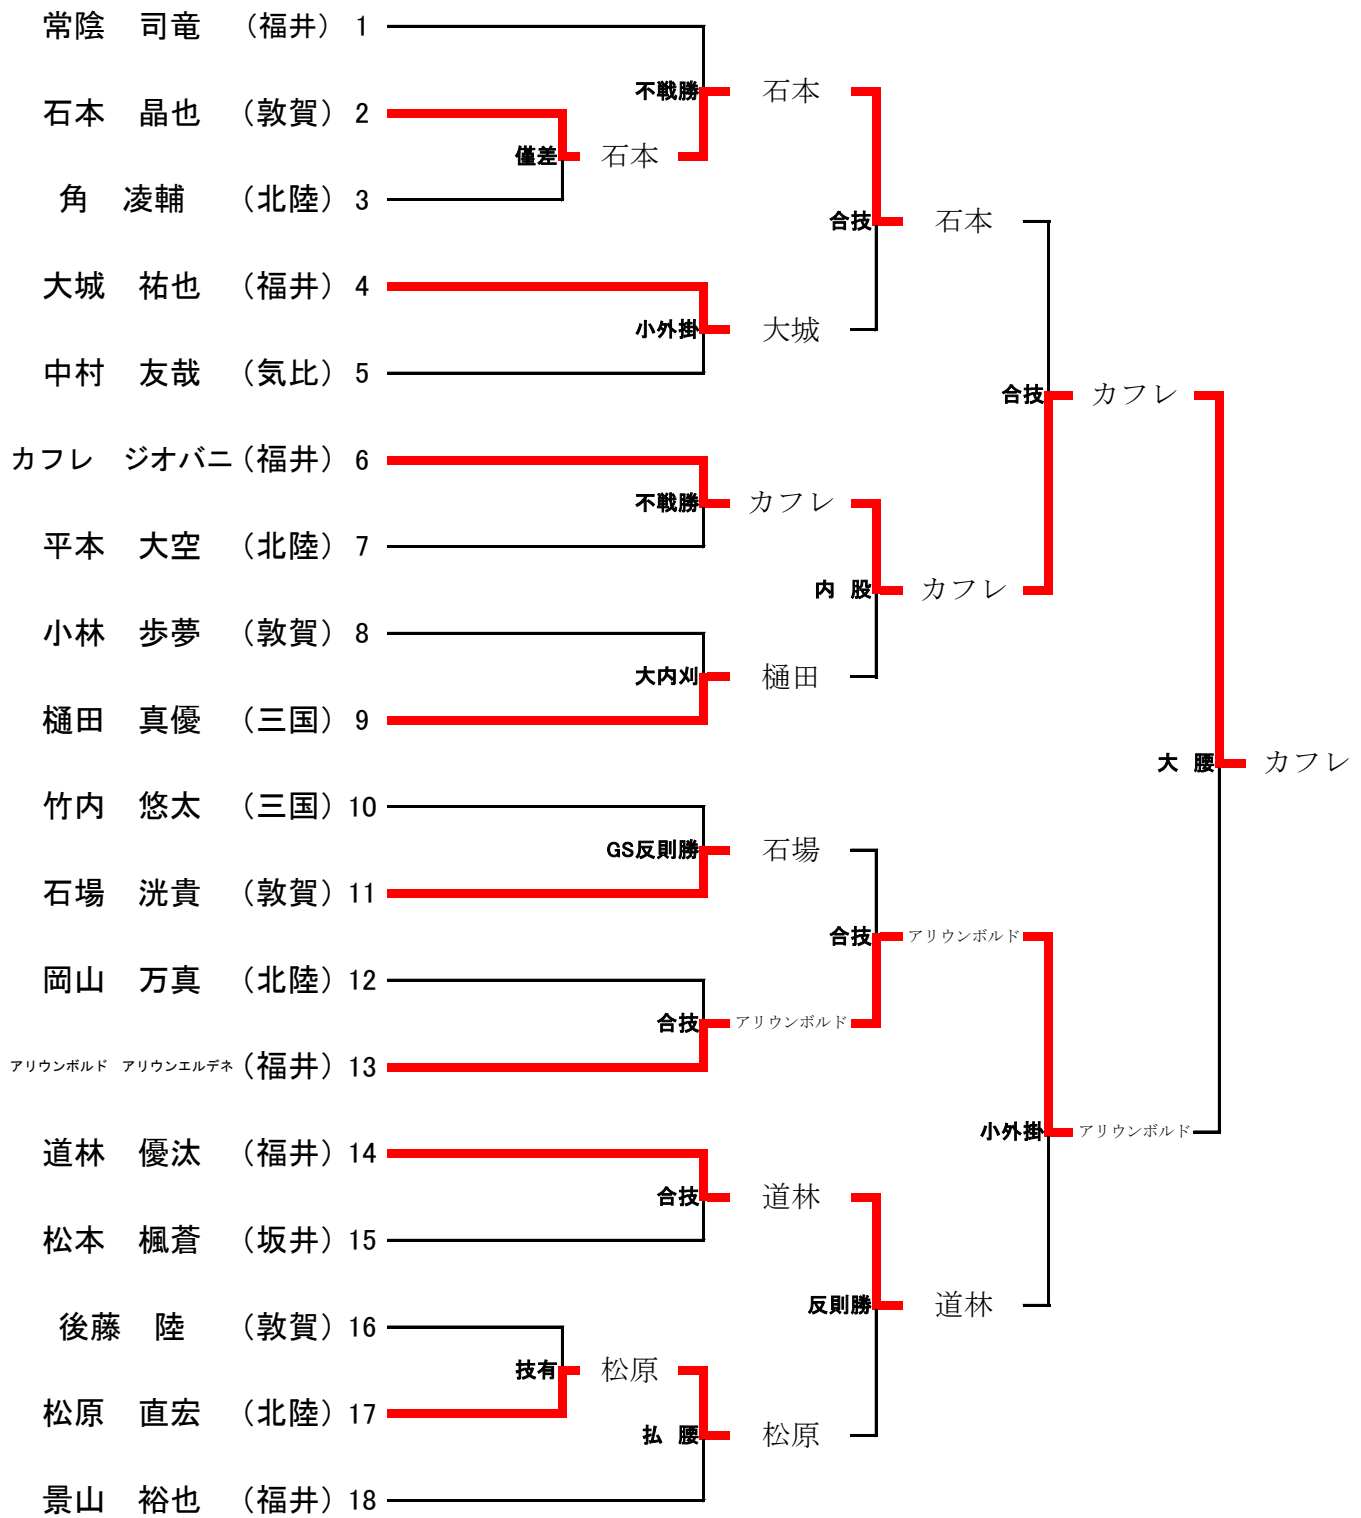 常陰　司竜　（福井） 1
不戦勝　石本
石本　晶也　（敦賀） 2
僅差　石本
角　凌輔　（北陸） 3
合技　石本
大城　祐也　（福井） 4
小外掛　大城
中村　友哉　（気比） 5
合技　カフレ
カフレ　ジオバニ（福井） 6
不戦勝　カフレ
平本　大空　（北陸） 7
内　股　カフレ
小林　歩夢　（敦賀） 8
大内刈　樋田
樋田　真優　（三国） 9
大　腰　カフレ
竹内　悠太　（三国） 10
GS反則勝　石場
石場　洸貴　（敦賀） 11
合技　アリウンボルド
岡山　万真　（北陸） 12
合技　アリウンボルド
アリウンボルド　アリウンエルデネ（福井） 13
小外掛　アリウンボルド
道林　優汰　（福井） 14
合技　道林
松本　楓蒼　（坂井） 15
反則勝　道林
後藤　陸　（敦賀） 16
技有　松原
松原　直宏　（北陸） 17
払　腰　松原
景山　裕也　（福井） 18